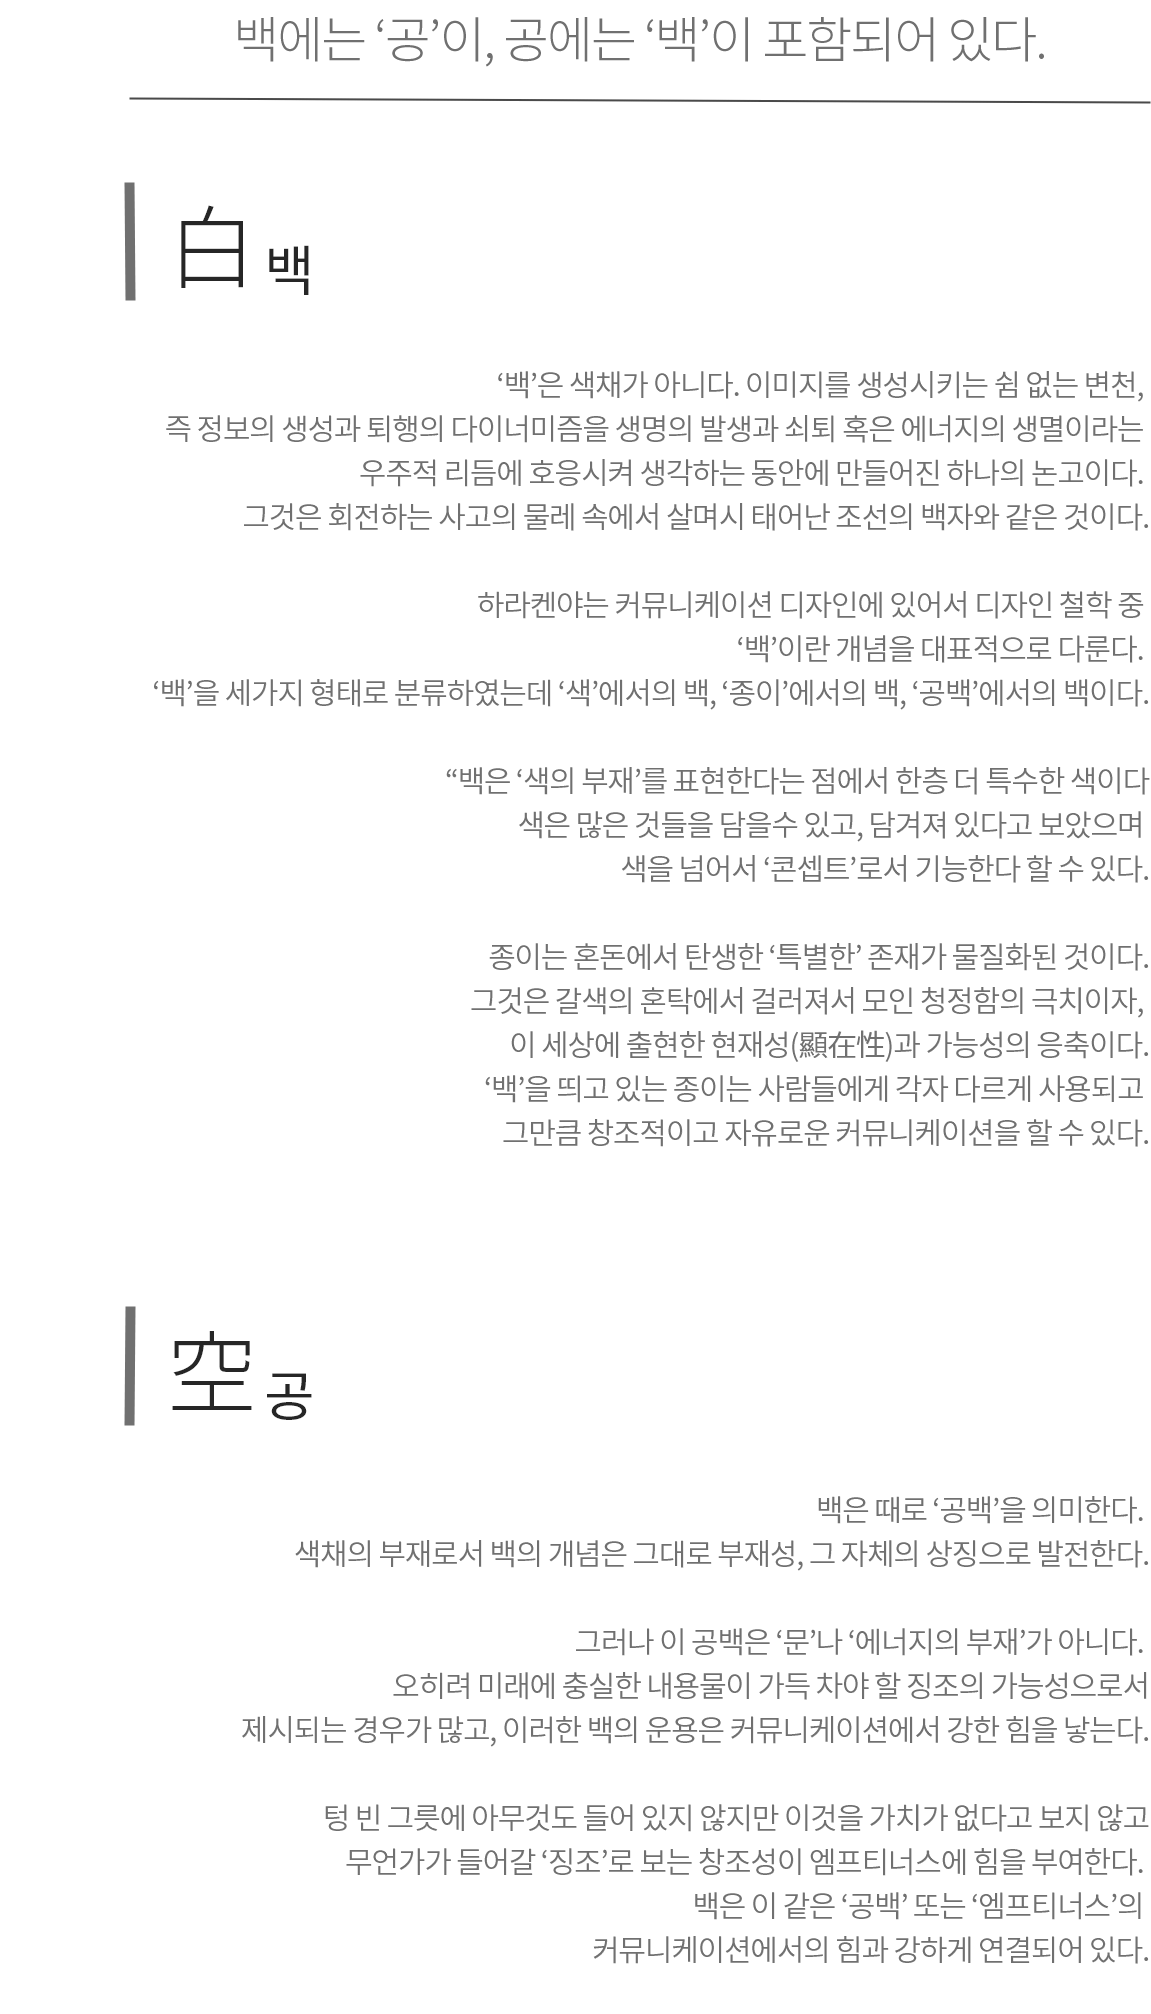 백에는 ‘공’이, 공에는 ‘백’이 포함되어 있다.
白 백
‘백’은 색채가 아니다. 이미지를 생성시키는 쉼 없는 변천,
즉 정보의 생성과 퇴행의 다이너미즘을 생명의 발생과 쇠퇴 혹은 에너지의 생멸이라는
우주적 리듬에 호응시켜 생각하는 동안에 만들어진 하나의 논고이다.
그것은 회전하는 사고의 물레 속에서 살며시 태어난 조선의 백자와 같은 것이다.
하라켄야는 커뮤니케이션 디자인에 있어서 디자인 철학 중
‘백’이란 개념을 대표적으로 다룬다.
‘백’을 세가지 형태로 분류하였는데 ‘색’에서의 백, ‘종이’에서의 백, ‘공백’에서의 백이다.
“백은 ‘색의 부재’를 표현한다는 점에서 한층 더 특수한 색이다
색은 많은 것들을 담을수 있고, 담겨져 있다고 보았으며
색을 넘어서 ‘콘셉트’로서 기능한다 할 수 있다.
종이는 혼돈에서 탄생한 ‘특별한’ 존재가 물질화된 것이다.
그것은 갈색의 혼탁에서 걸러져서 모인 청정함의 극치이자,
이 세상에 출현한 현재성(顯在性)과 가능성의 응축이다.
‘백’을 띄고 있는 종이는 사람들에게 각자 다르게 사용되고
그만큼 창조적이고 자유로운 커뮤니케이션을 할 수 있다.
空 공
백은 때로 ‘공백’을 의미한다.
색채의 부재로서 백의 개념은 그대로 부재성, 그 자체의 상징으로 발전한다.
그러나 이 공백은 ‘문’나 ‘에너지의 부재’가 아니다.
오히려 미래에 충실한 내용물이 가득 차야 할 징조의 가능성으로서
제시되는 경우가 많고, 이러한 백의 운용은 커뮤니케이션에서 강한 힘을 낳는다.
텅 빈 그릇에 아무것도 들어 있지 않지만 이것을 가치가 없다고 보지 않고
무언가가 들어갈 ‘징조’로 보는 창조성이 엠프티너스에 힘을 부여한다.
백은 이 같은 ‘공백’ 또는 ‘엠프티너스’의
커뮤니케이션에서의 힘과 강하게 연결되어 있다.